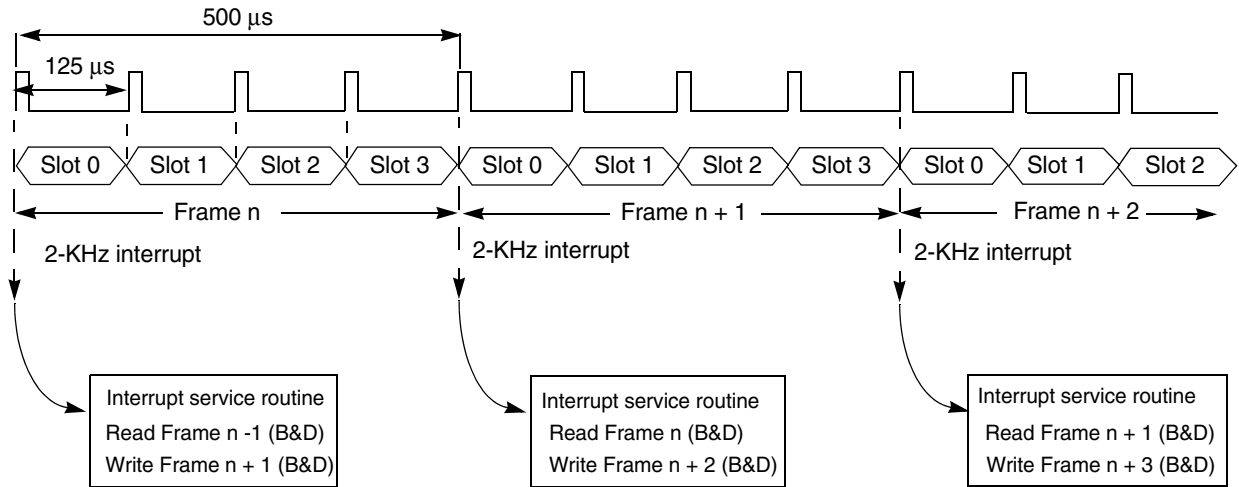 500 µs
125 µs
Slot 0 Slot 1 Slot 2 Slot 3 Slot 0 Slot 1 Slot 2 Slot 3 Slot 0 Slot 1 Slot 2
Frame n Frame n + 1 Frame n + 2
2-KHz interrupt 2-KHz interrupt 2-KHz interrupt
Interrupt service routine
Read Frame n -1 (B&D)
Write Frame n + 1 (B&D)
Interrupt service routine
Read Frame n (B&D)
Write Frame n + 2 (B&D)
Interrupt service routine
Read Frame n + 1 (B&D)
Write Frame n + 3 (B&D)